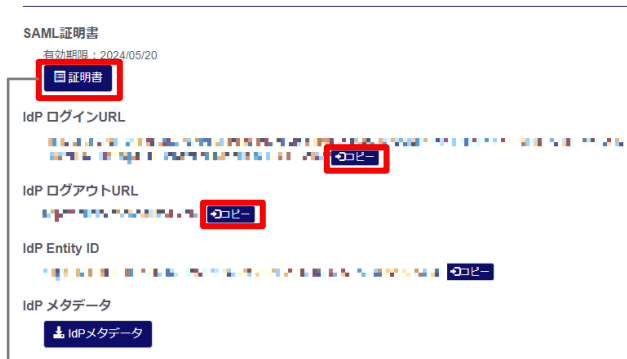 SAML証明書
有効期限：2024/05/20
証明書
IdP ログインURL
コピー
IdP ログアウトURL
コピー
IdP Entity ID
コピー
IdP メタデータ
IdPメタデータ